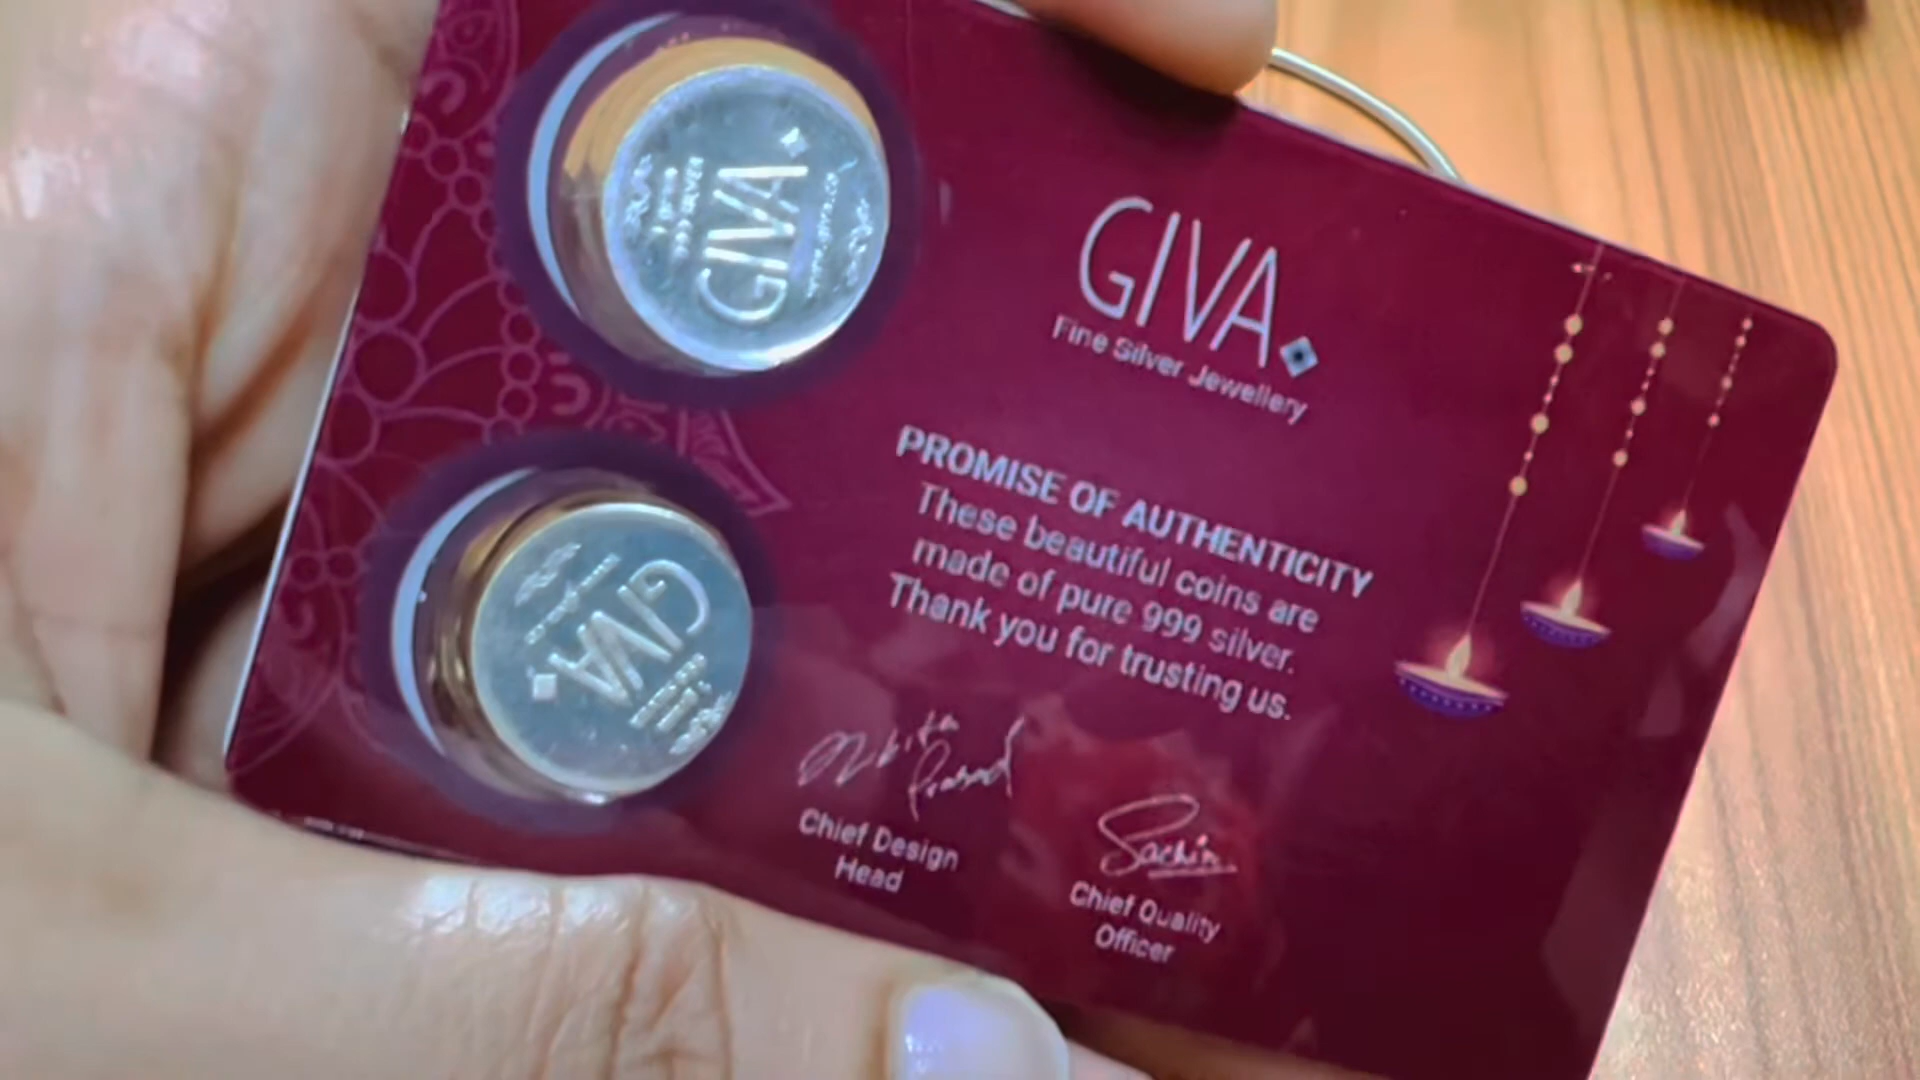 GIVA
Fine Silver Jewellery
PROMISE OF AUTHENTICITY
These beautiful coins are
made of pure 999 silver.
Thank you for trusting us.
Sachin
Chief Design
Head
Chief Quality
Officer
GIVA
GIVA